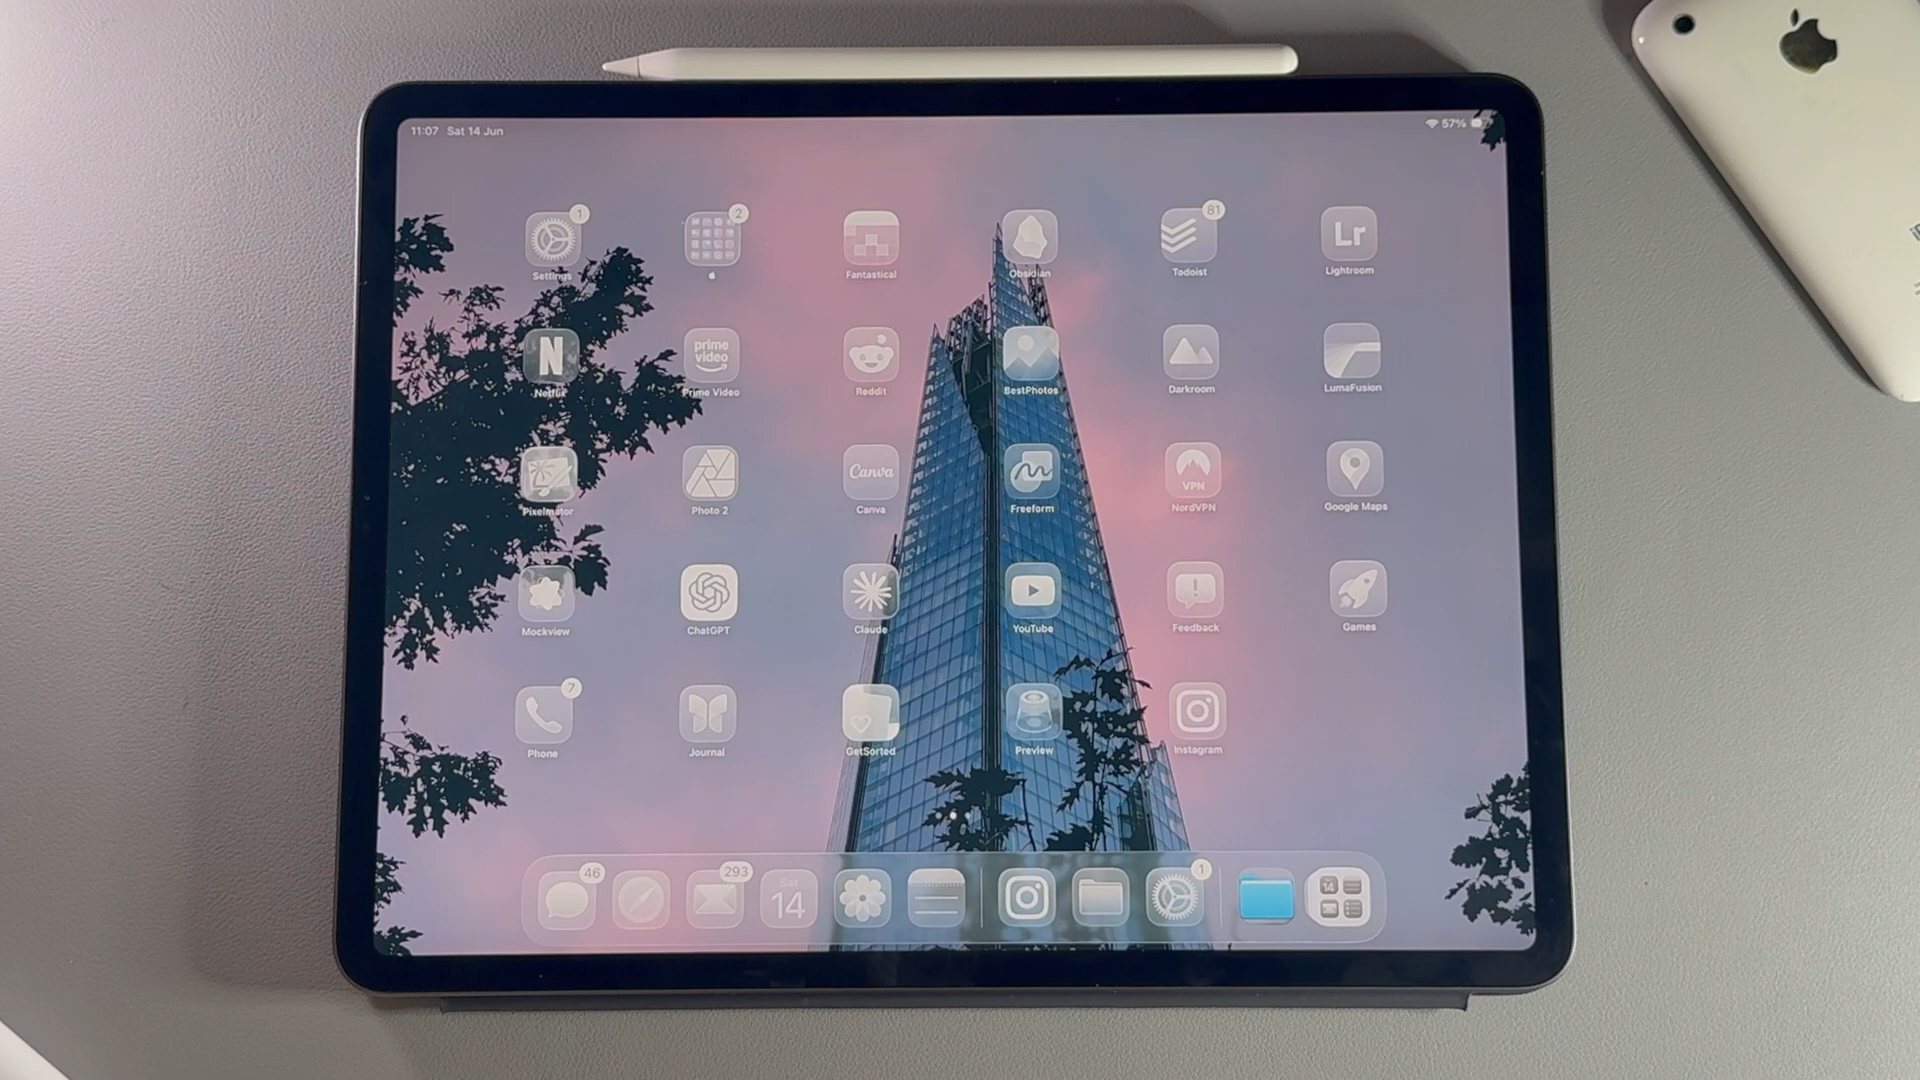 11:07 Sat 14 Jun
57%
1
2
81
Lr
Settings
Fantastical
Obsidian
Todoist
Lightroom
N
prime video
Netflix
Prime Video
Reddit
BestPhotos
Darkroom
LumaFusion
Canva
VPN
Pixelmator
Photo 2
Canva
Freeform
NordVPN
Google Maps
Mockview
ChatGPT
Claude
YouTube
Feedback
Games
7
Phone
Journal
GetSorted
Preview
Instagram
46
293
Sat
14
1
14